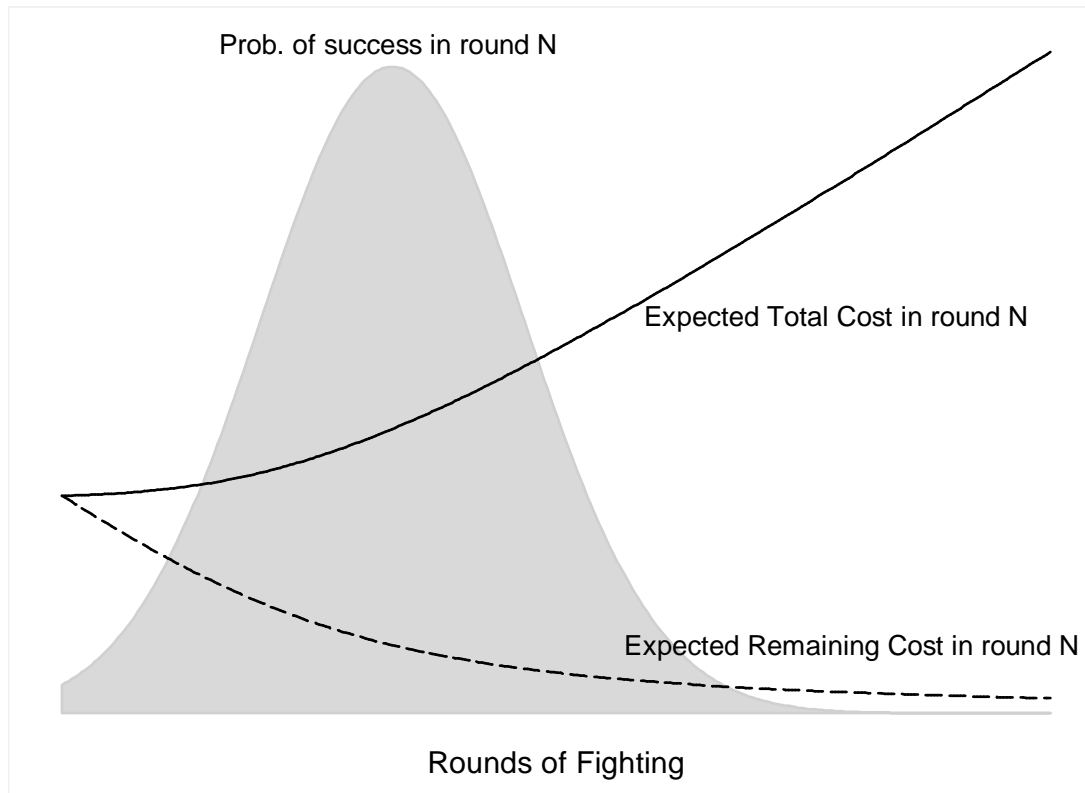 Prob. of success in round N
Expected Total Cost in round N
Expected Remaining Cost in round N
Rounds of Fighting